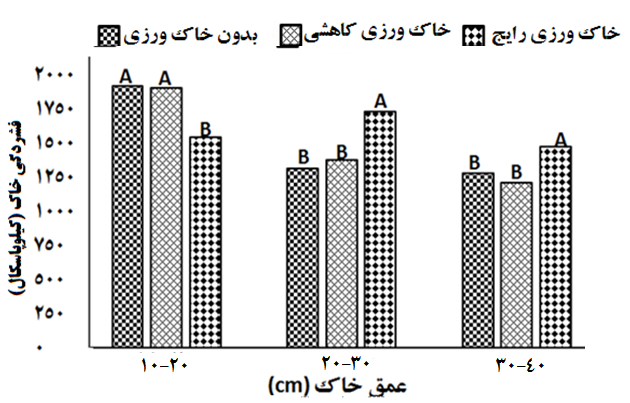 خاک ورزی رایج خاک ورزی کاهشی بدون خاک ورزی
فشردگی خاک (کیلوپاسکال)
۲۰۰۰
۱۷۵۰
۱۵۰۰
۱۲۵۰
۱۰۰۰
۷۵۰
۵۰۰
۲۵۰
۰
A A B
B B A
B B A
۱۰-۲۰ ۲۰-۳۰ ۳۰-٤۰
عمق خاک (cm)